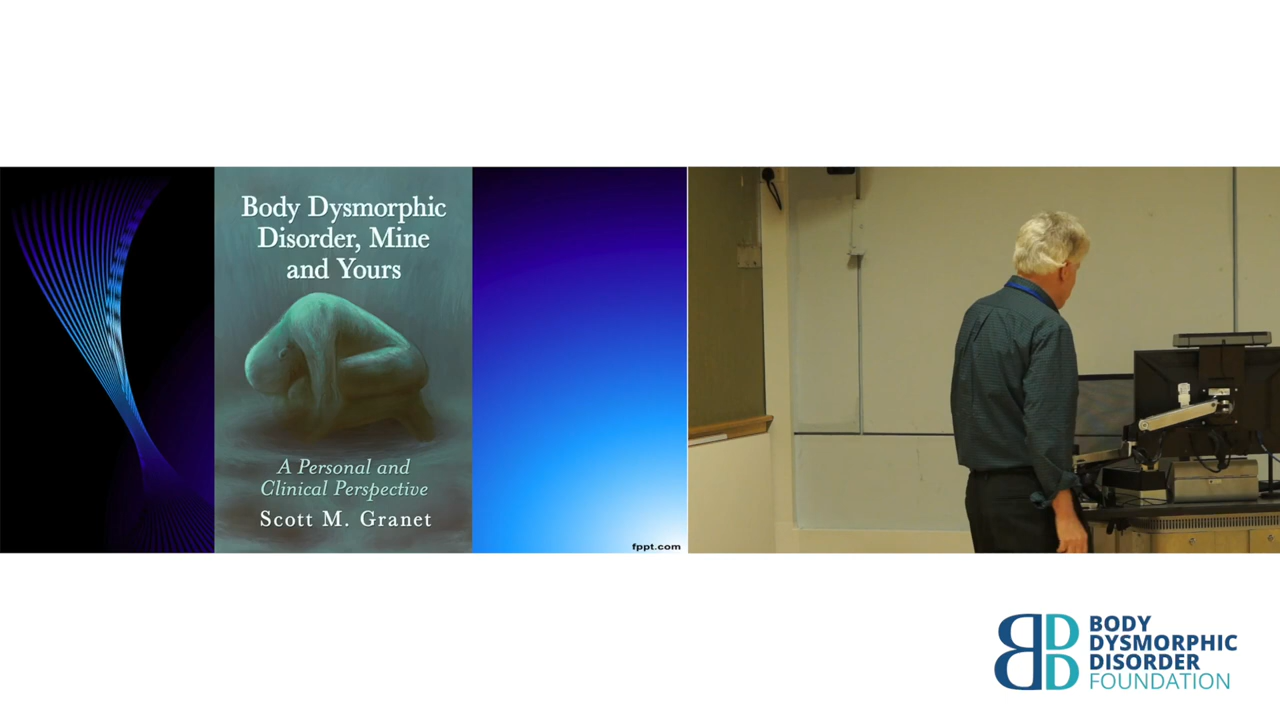 Body Dysmorphic
Disorder, Mine
and Yours
A Personal and
Clinical Perspective
Scott M. Granet
fppt.com
BODY
DYSMORPHIC
DISORDER
FOUNDATION